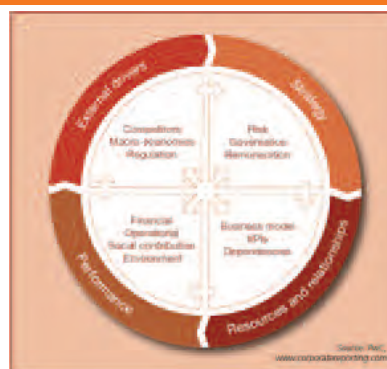 External drivers
Strategy
Competitors
Macro-economics
Regulation
Risk
Governance
Remuneration
Financial
Operational
Social contribution
Environment
Business model
KPIs
Dependencies
Performance
Resources and relationships
Source: PwC,
www.corporatereporting.com